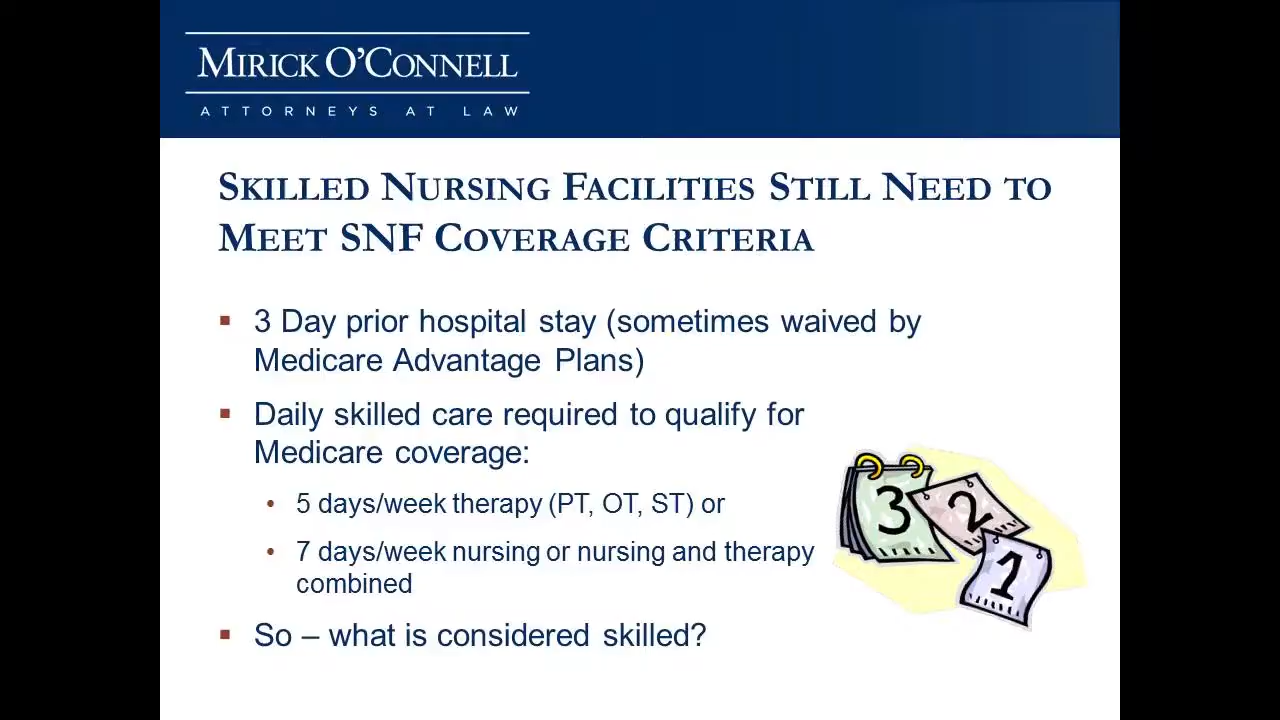 MIRICK O'CONNELL
ATTORNEYS AT LAW
SKILLED NURSING FACILITIES STILL NEED TO
MEET SNF COVERAGE CRITERIA
▪ 3 Day prior hospital stay (sometimes waived by
Medicare Advantage Plans)
▪ Daily skilled care required to qualify for
Medicare coverage:
• 5 days/week therapy (PT, OT, ST) or
• 7 days/week nursing or nursing and therapy
combined
▪ So – what is considered skilled?
3
2
1